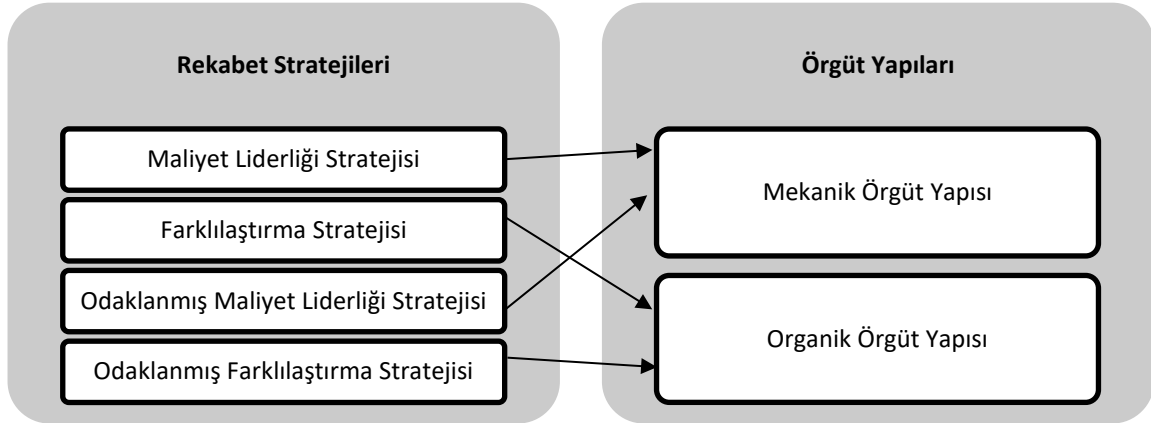 Rekabet Stratejileri
Maliyet Liderliği Stratejisi
Farklılaştırma Stratejisi
Odaklanmış Maliyet Liderliği Stratejisi
Odaklanmış Farklılaştırma Stratejisi
Örgüt Yapıları
Mekanik Örgüt Yapısı
Organik Örgüt Yapısı